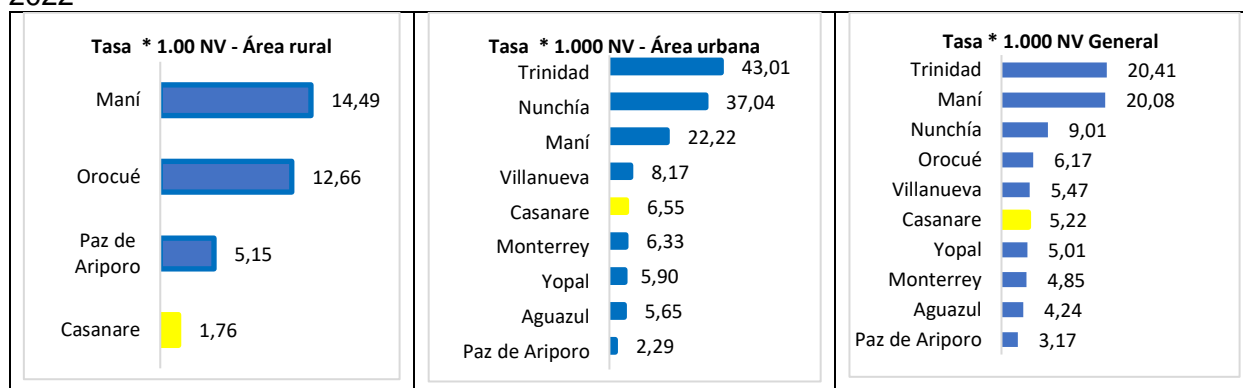 2022
Tasa * 1.00 NV - Área rural
Maní 14,49
Orocué 12,66
Paz de
Ariporo 5,15
Casanare 1,76
Tasa * 1.000 NV - Área urbana
Trinidad 43,01
Nunchía 37,04
Maní 22,22
Villanueva 8,17
Casanare 6,55
Monterrey 6,33
Yopal 5,90
Aguazul 5,65
Paz de Ariporo 2,29
Tasa * 1.000 NV General
Trinidad 20,41
Maní 20,08
Nunchía 9,01
Orocué 6,17
Villanueva 5,47
Casanare 5,22
Yopal 5,01
Monterrey 4,85
Aguazul 4,24
Paz de Ariporo 3,17